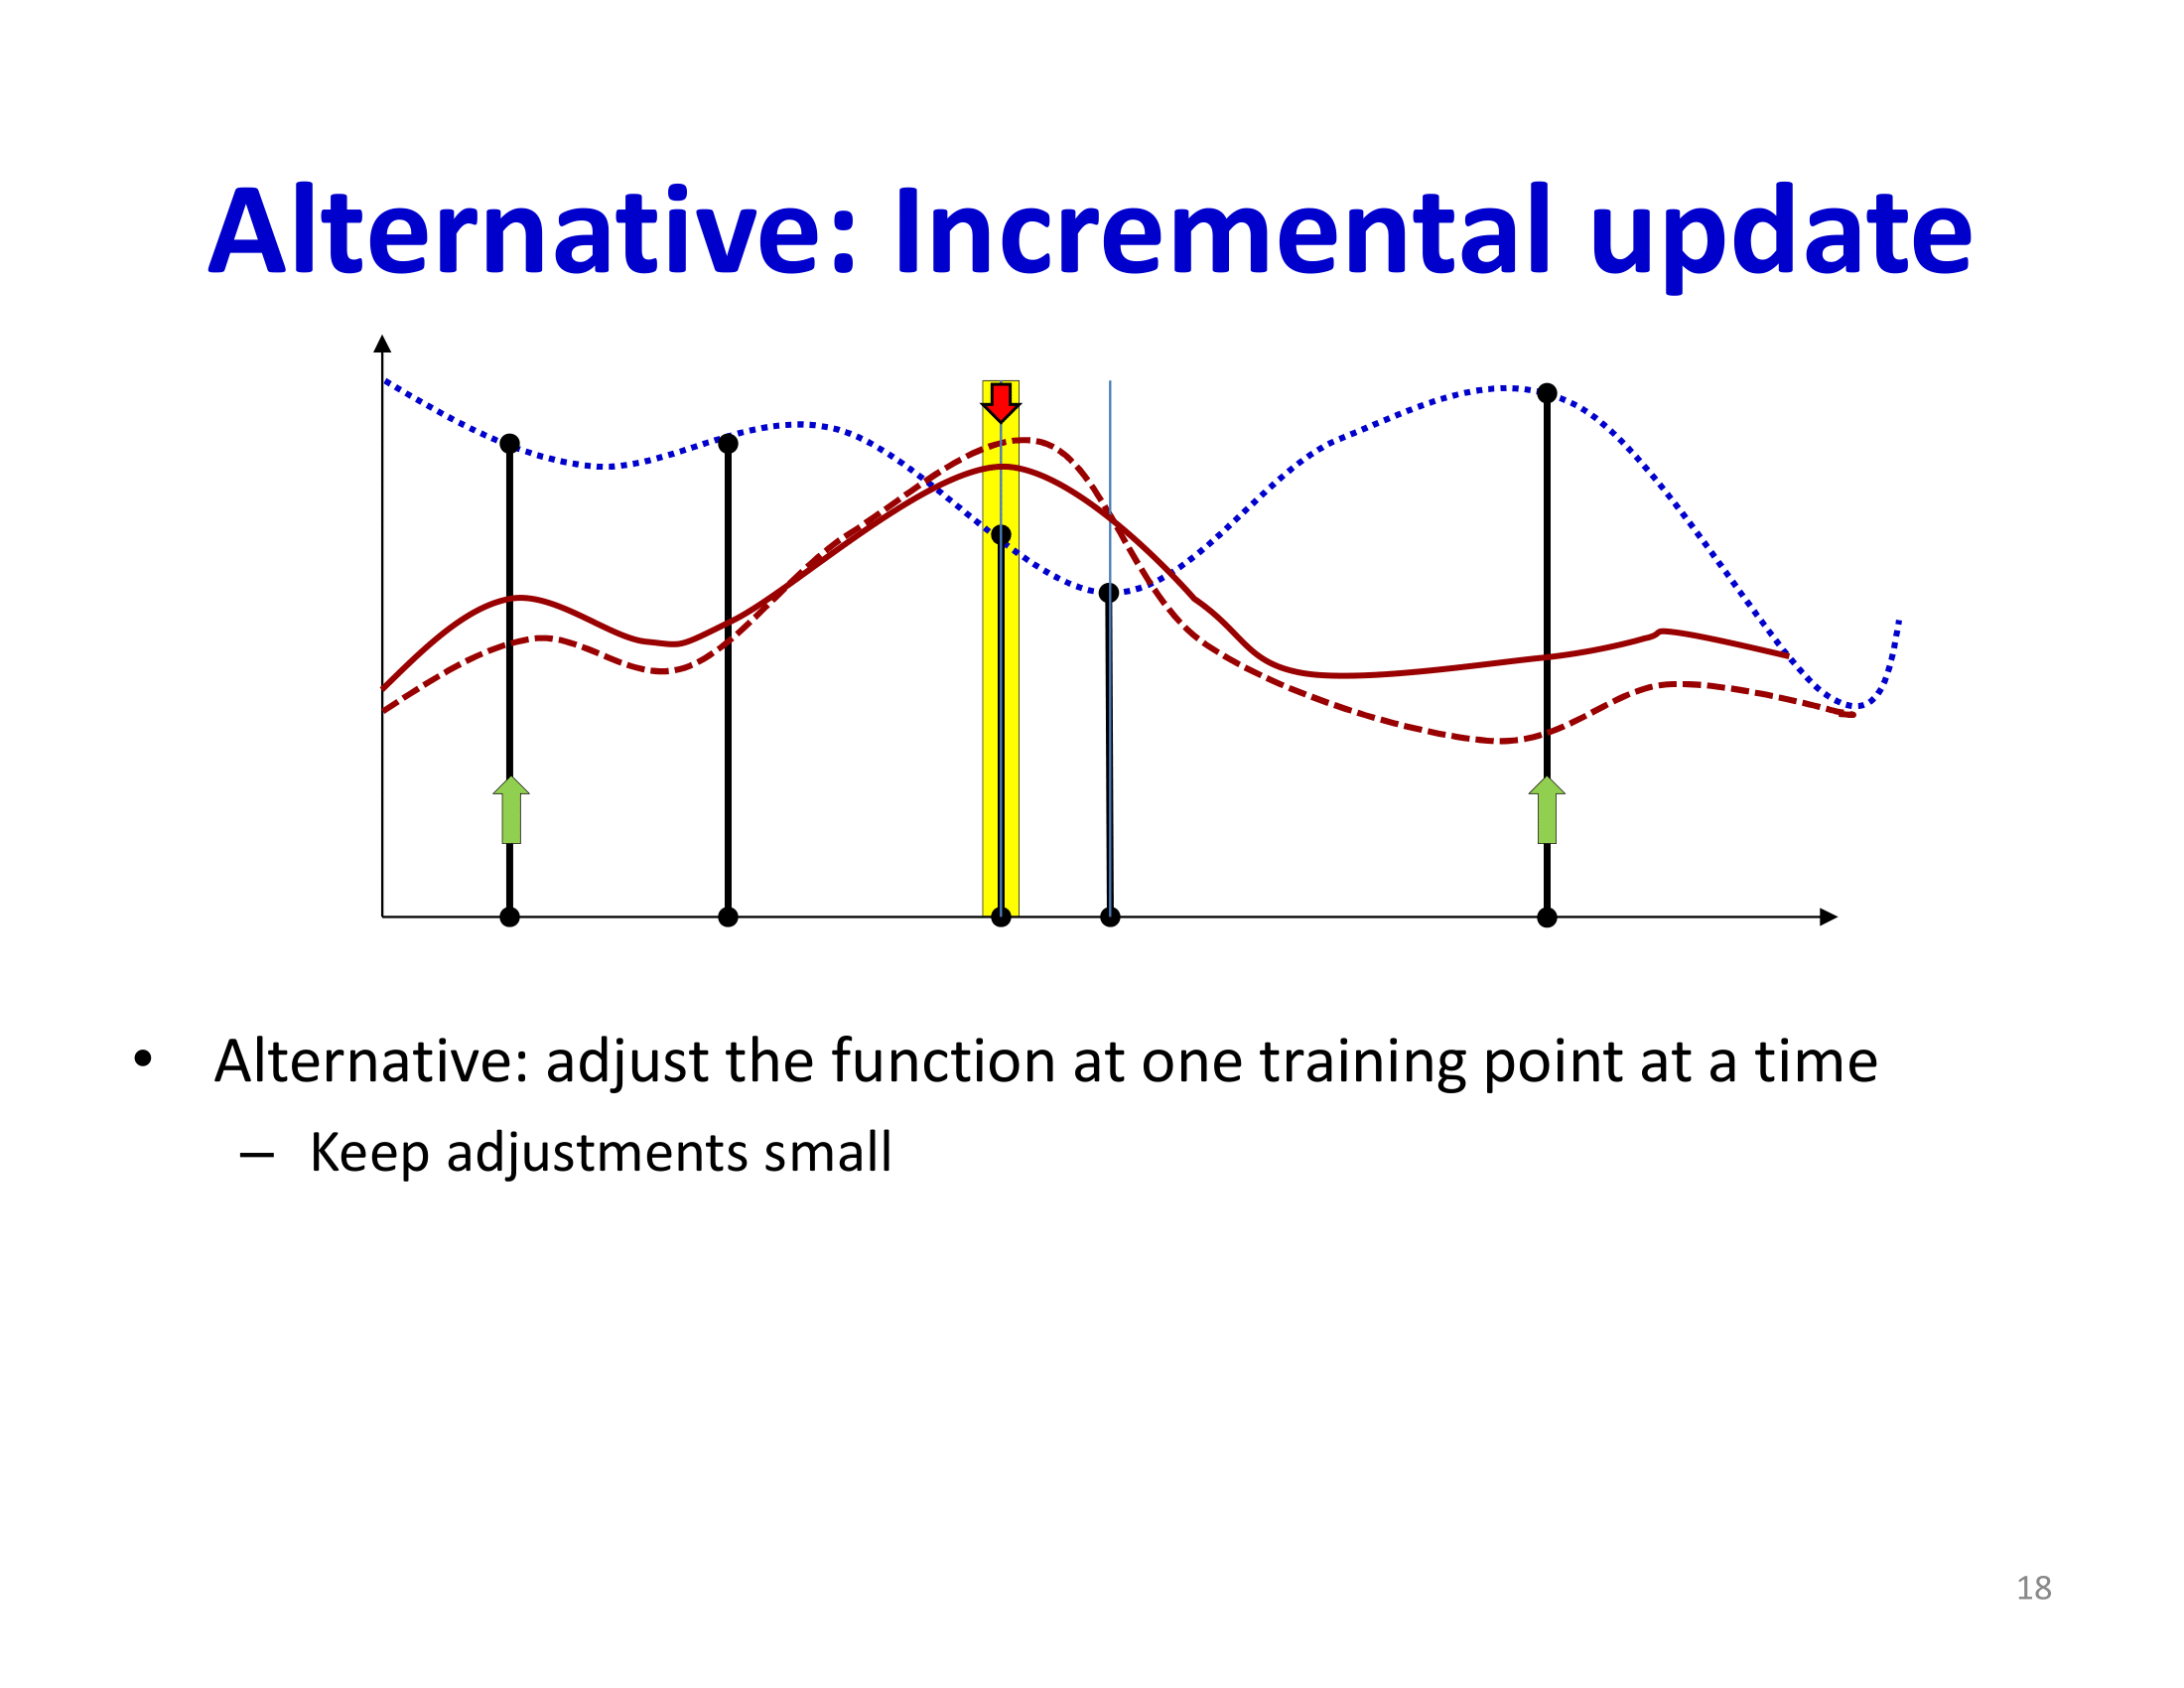 Alternative: Incremental update
• Alternative: adjust the function at one training point at a time
– Keep adjustments small
18